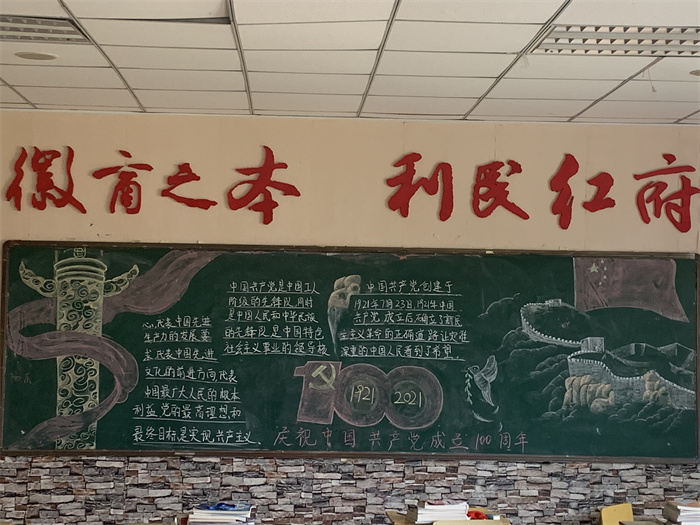 徽商之本 利民红府
心,代表中国先进
生产力的发展要
求,代表中国先进
文化的前进方向,代表
中国最广大人民的根本
利益。党的最高理想和
最终目标是实现共产主义。
中国共产党是中国工人
阶级的先锋队,同时
是中国人民和中华民族
的先锋队,是中国特色
社会主义事业的领导核
中国共产党创建于
1921年7月23日,1921年中国
共产党成立后,确立了新民
主主义革命的正确道路,让灾难
深重的中国人民看到了希望
100
1921 2021
庆祝中国共产党成立100周年